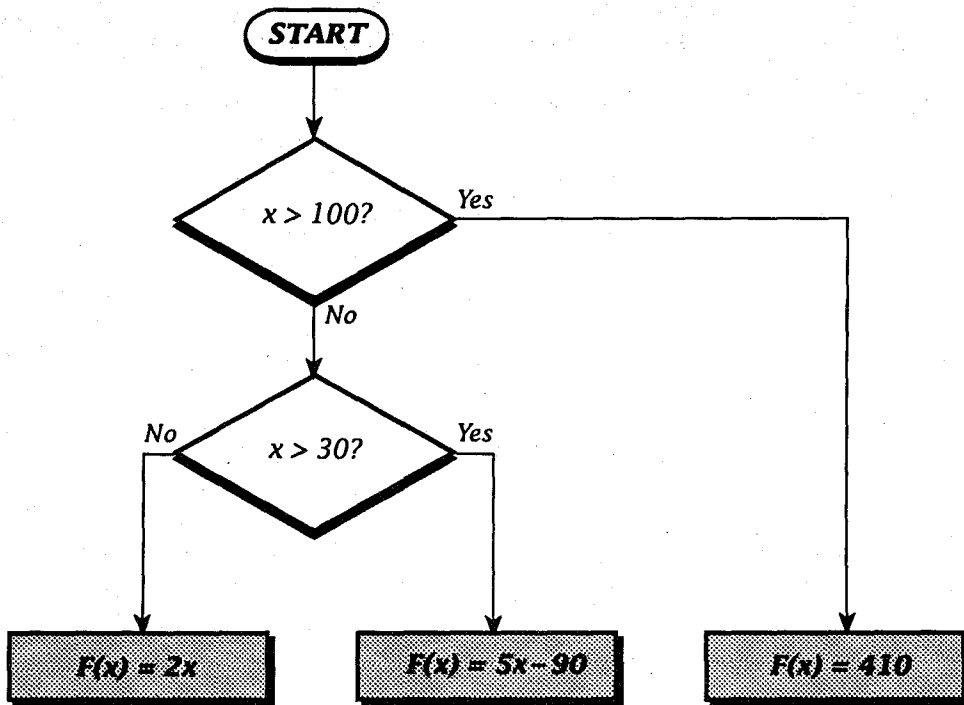 START
x > 100?
Yes
No
x > 30?
No
Yes
F(x) = 2x
F(x) = 5x – 90
F(x) = 410